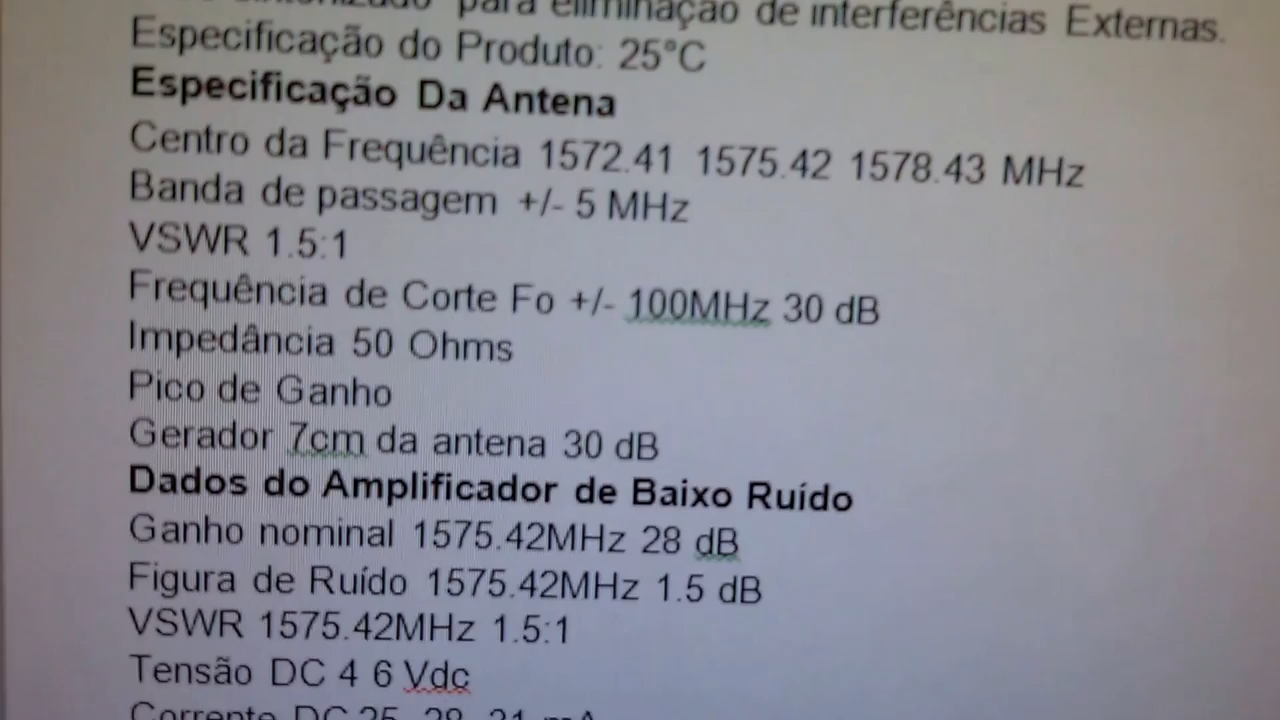 para eliminação de interferências Externas.
Especificação do Produto: 25°C
Especificação Da Antena
Centro da Frequência 1572.41 1575.42 1578.43 MHz
Banda de passagem +/- 5 MHz
VSWR 1.5:1
Frequência de Corte Fo +/- 100MHz 30 dB
Impedância 50 Ohms
Pico de Ganho
Gerador 7cm da antena 30 dB
Dados do Amplificador de Baixo Ruído
Ganho nominal 1575.42MHz 28 dB
Figura de Ruído 1575.42MHz 1.5 dB
VSWR 1575.42MHz 1.5:1
Tensão DC 4 6 Vdc
Corrente DC 25